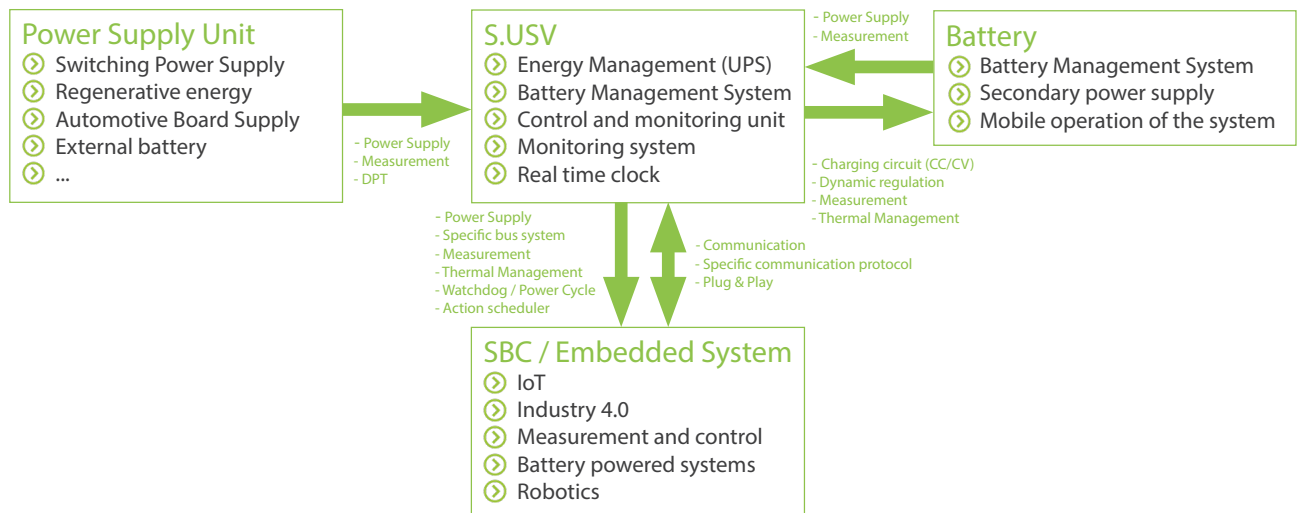 Power Supply Unit
Switching Power Supply
Regenerative energy
Automotive Board Supply
External battery
...
- Power Supply
- Measurement
- DPT
S.USV
Energy Management (UPS)
Battery Management System
Control and monitoring unit
Monitoring system
Real time clock
- Power Supply
- Measurement
Battery
Battery Management System
Secondary power supply
Mobile operation of the system
- Charging circuit (CC/CV)
- Dynamic regulation
- Measurement
- Thermal Management
- Power Supply
- Specific bus system
- Measurement
- Thermal Management
- Watchdog / Power Cycle
- Action scheduler
- Communication
- Specific communication protocol
- Plug & Play
SBC / Embedded System
IoT
Industry 4.0
Measurement and control
Battery powered systems
Robotics